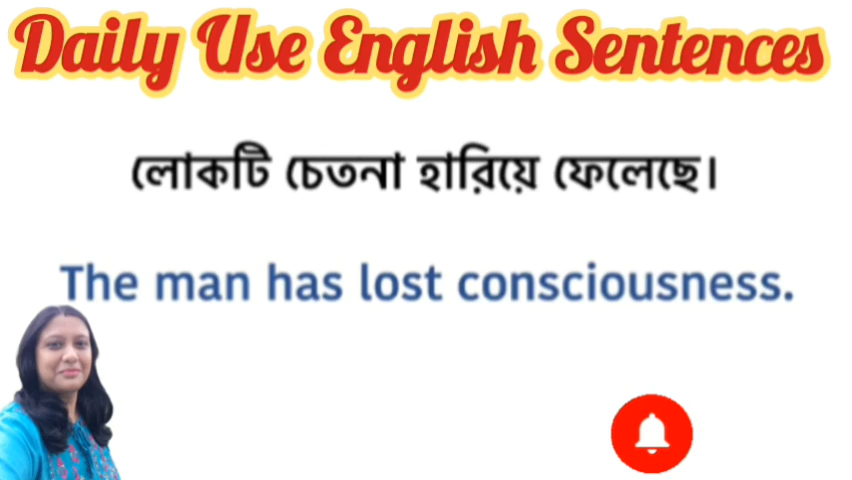 Daily Use English Sentences
লোকটি চেতনা হারিয়ে ফেলেছে।
The man has lost consciousness.